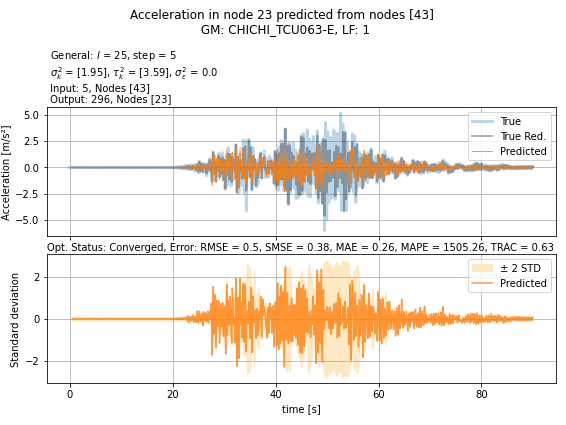 Acceleration in node 23 predicted from nodes [43]
GM: CHICHI_TCU063-E, LF: 1
General: l = 25, step = 5
σ²ₖ = [1.95], τ²ₖ = [3.59], σ²ε = 0.0
Input: 5, Nodes [43]
Output: 296, Nodes [23]
Acceleration [m/s²]
5.0
2.5
0.0
−2.5
−5.0
True
True Red.
Predicted
Opt. Status: Converged, Error: RMSE = 0.5, SMSE = 0.38, MAE = 0.26, MAPE = 1505.26, TRAC = 0.63
Standard deviation
2
0
−2
± 2 STD
Predicted
0 20 40 60 80
time [s]